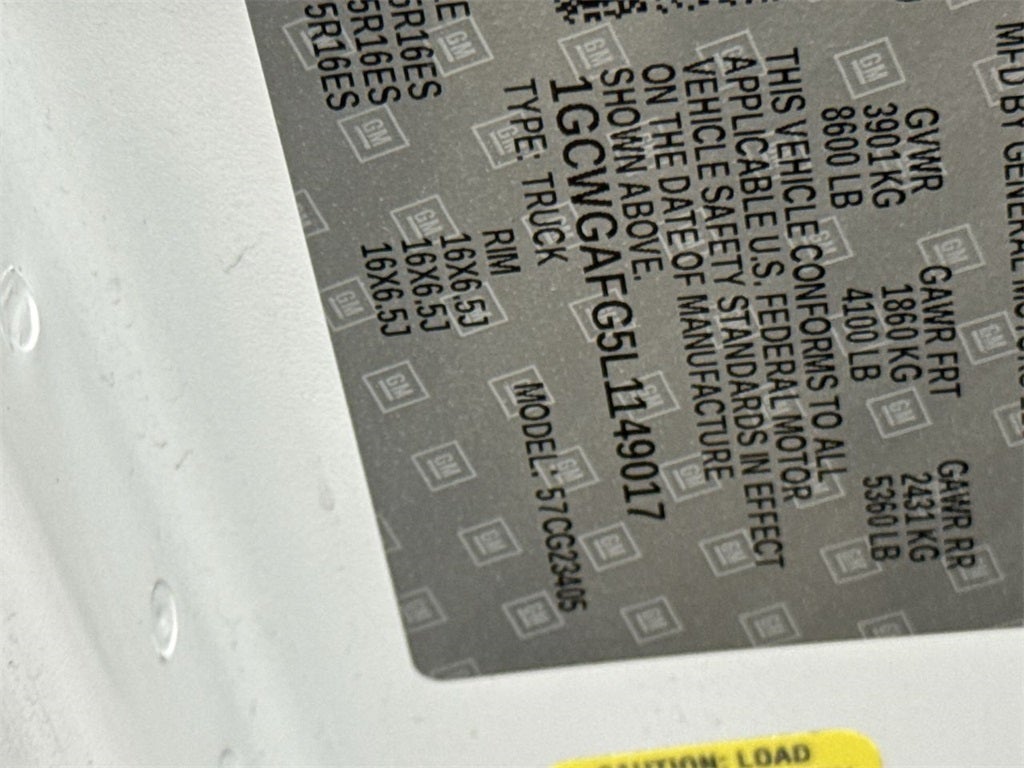 MFD BY GENERAL MOTORS
GVWR GAWR FRT GAWR RR
3901 KG 1860 KG 2431 KG
8600 LB 4100 LB 5360 LB
THIS VEHICLE CONFORMS TO ALL
APPLICABLE U.S. FEDERAL MOTOR
VEHICLE SAFETY STANDARDS IN EFFECT
ON THE DATE OF MANUFACTURE
SHOWN ABOVE.
1GCWGAFG5L1149017
TYPE: TRUCK MODEL: 57CG23405
RIM
5R16ES 16X6.5J
5R16ES 16X6.5J
5R16ES 16X6.5J
CAUTION: LOAD